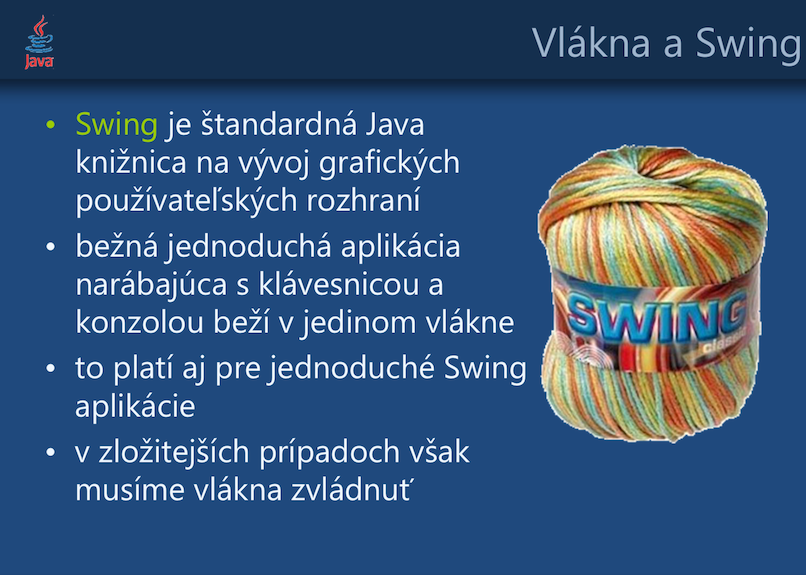 Java
Vlákna a Swing
• Swing je štandardná Java
knižnica na vývoj grafických
používateľských rozhraní
• bežná jednoduchá aplikácia
narábajúca s klávesnicou a
konzolou beží v jedinom vlákne
• to platí aj pre jednoduché Swing
aplikácie
• v zložitejších prípadoch však
musíme vlákna zvládnuť
SWING
classic